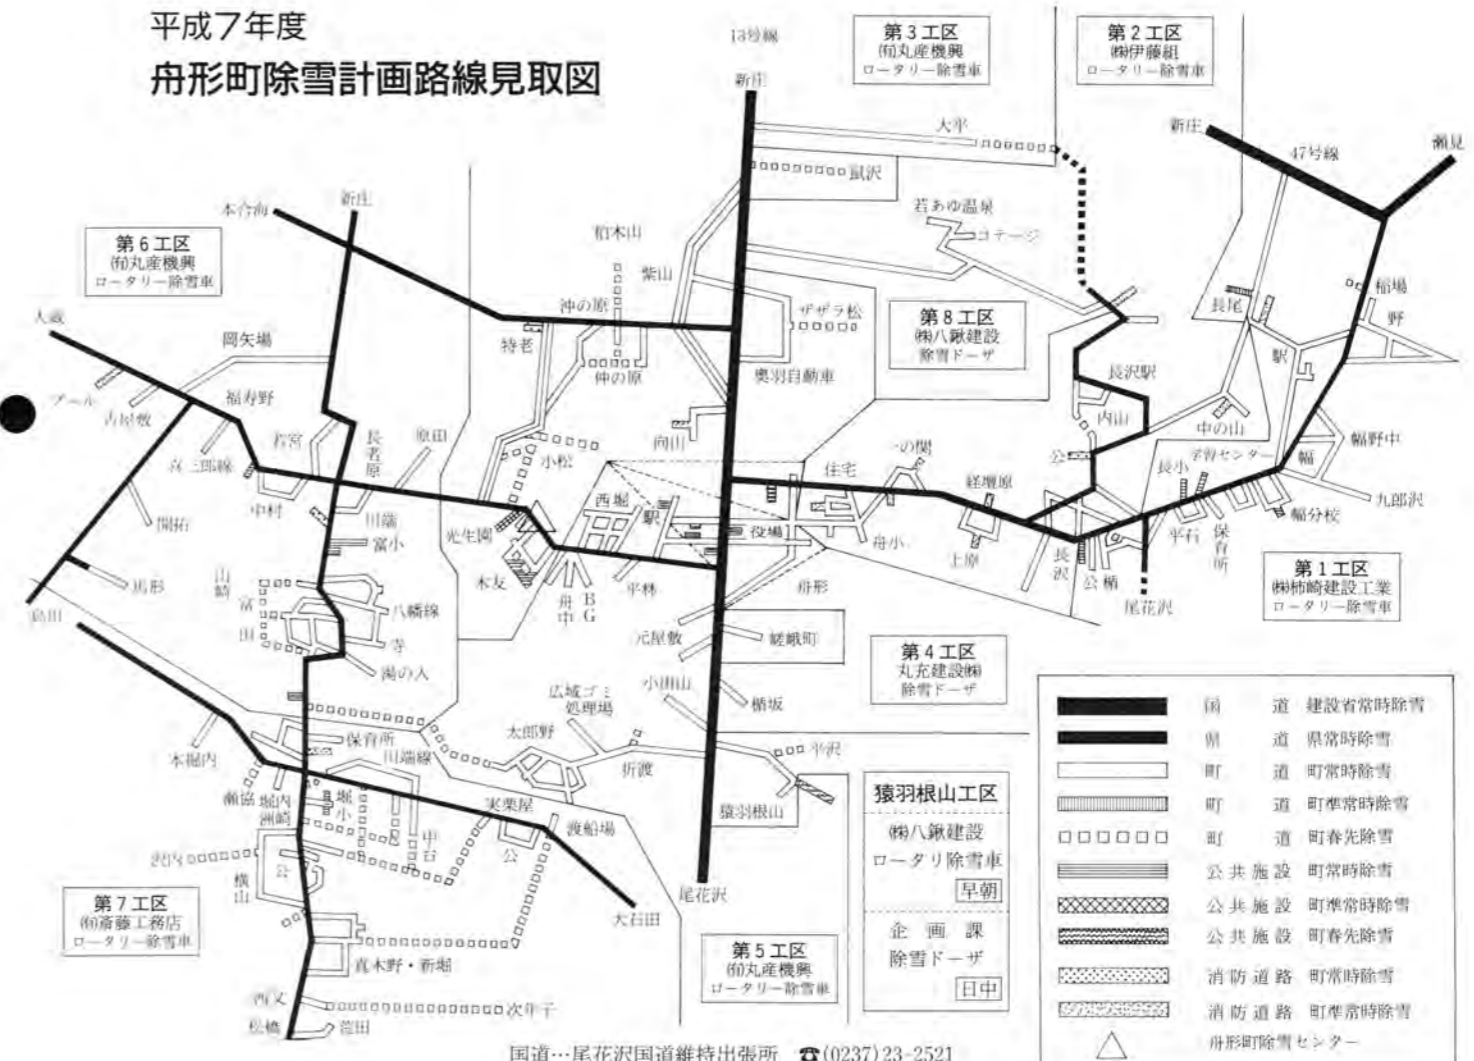 平成7年度
舟形町除雪計画路線見取図
13号線
新庄
第3工区
㈲丸産機興
ロータリー除雪車
第2工区
㈱伊藤組
ロータリー除雪車
新庄
47号線
瀬見
大平
鼠沢
若あゆ温泉
コテージ
本合海
新庄
第6工区
㈲丸産機興
ロータリー除雪車
柏木山
紫山
沖の原
特老
仲の原
ザザラ松
奥羽自動車
第8工区
㈱八鍬建設
除雪ドーザ
長尾
稲場
野
駅
大蔵
岡矢場
プール
古屋敷
福寿野
喜三郎線
若宮
長者原
原田
向山
小松
長沢駅
内山
中の山
公
学習センター
幅
幅野中
九郎沢
幅分校
住宅
一の関
経壇原
長小
平石
保育所
開拓
中村
川端
富小
光生園
西堀
駅
役場
舟小
上原
長沢
公
楯
尾花沢
第1工区
㈱柿崎建設工業
ロータリー除雪車
馬形
山崎
富田
八幡線
寺
湯の入
木友
舟中
BG
平林
舟形
元屋敷
嵯峨町
第4工区
丸充建設㈱
除雪ドーザ
烏川
小田山
楯坂
広域ゴミ
処理場
太郎野
折渡
平沢
猿羽根山
本堀内
保育所
川端線
瀬脇
堀内
洲崎
堀小
中台
実栗屋
公
渡船場
大石田
尾花沢
横山
公
第7工区
㈲斎藤工務店
ロータリー除雪車
真木野・新堀
西又
次年子
松橋
第5工区
㈲丸産機興
ロータリー除雪車
猿羽根山工区
㈱八鍬建設
ロータリ除雪車
早朝
企画課
除雪ドーザ
日中
国道 建設省常時除雪
県道 県常時除雪
町道 町常時除雪
町道 町準常時除雪
町道 町春先除雪
公共施設 町常時除雪
公共施設 町準常時除雪
公共施設 町春先除雪
消防道路 町常時除雪
消防道路 町準常時除雪
舟形町除雪センター
国道…尾花沢国道維持出張所 ☎(0237)23-2521